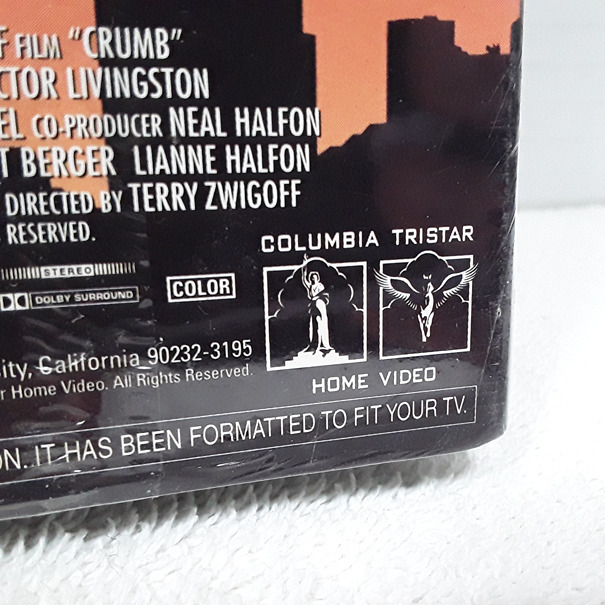 F FILM "CRUMB"
CTOR LIVINGSTON
EL CO-PRODUCER NEAL HALFON
T BERGER LIANNE HALFON
DIRECTED BY TERRY ZWIGOFF
RESERVED.
COLUMBIA TRISTAR
STEREO
DOLBY SURROUND
COLOR
ity, California 90232-3195
r Home Video. All Rights Reserved.
HOME VIDEO
ON. IT HAS BEEN FORMATTED TO FIT YOUR TV.